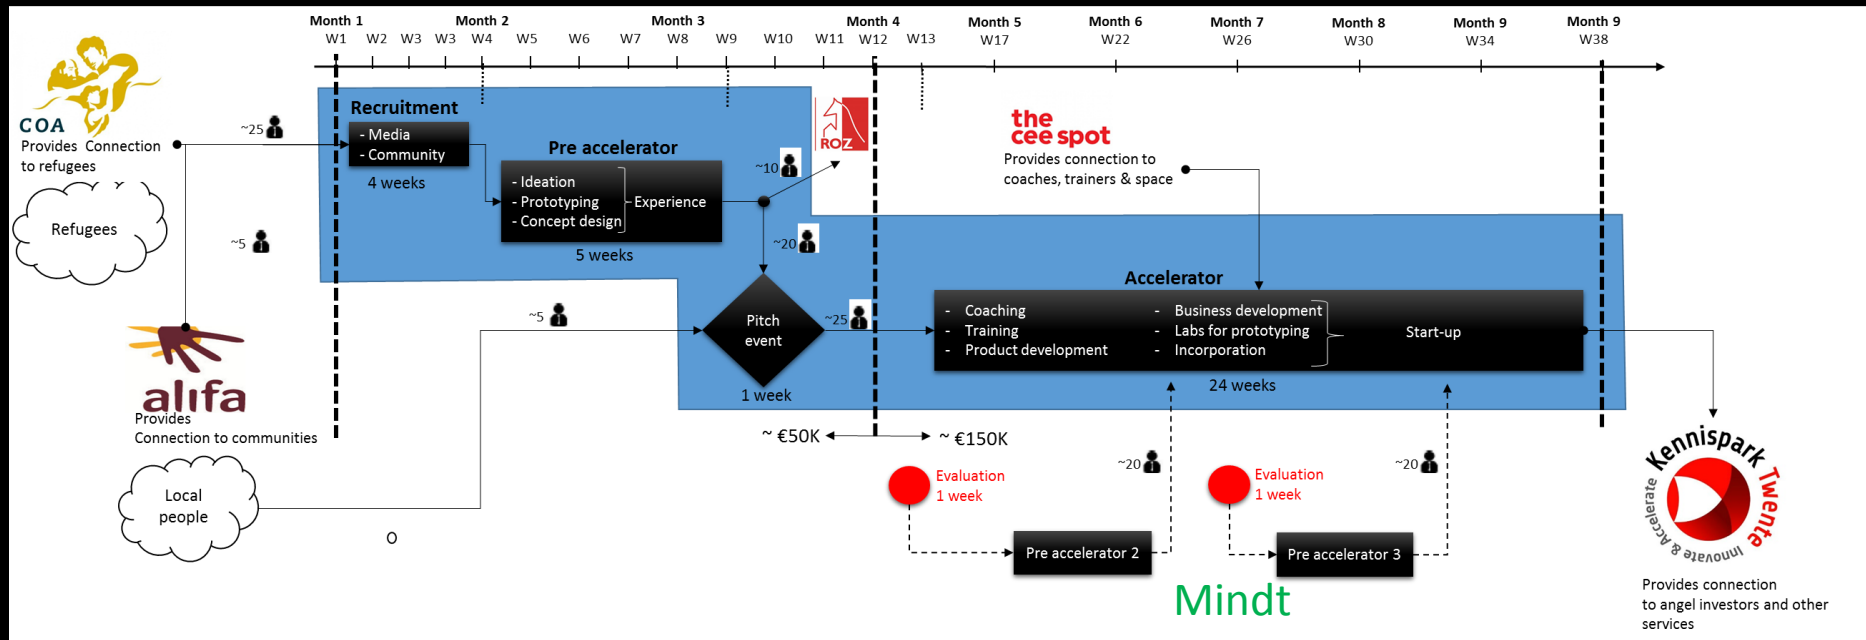 Month 1
Month 2
Month 3
Month 4
Month 5
Month 6
Month 7
Month 8
Month 9
Month 9
W1
W2
W3
W3
W4
W5
W6
W7
W8
W9
W10
W11
W12
W13
W17
W22
W26
W30
W34
W38
COA
Provides Connection
to refugees
Refugees
~25
~5
alifa
Provides
Connection to communities
Local
people
O
Recruitment
- Media
- Community
4 weeks
Pre accelerator
- Ideation
- Prototyping
- Concept design
Experience
5 weeks
~10
ROZ
~20
~5
Pitch
event
1 week
~25
the
cee spot
Provides connection to
coaches, trainers & space
Accelerator
- Coaching
- Training
- Product development
- Business development
- Labs for prototyping
- Incorporation
Start-up
24 weeks
~ €50K
~ €150K
Evaluation
1 week
Pre accelerator 2
~20
Evaluation
1 week
Pre accelerator 3
~20
Mindt
Kennispark Twente
Innovate & Accelerate
Provides connection
to angel investors and other
services